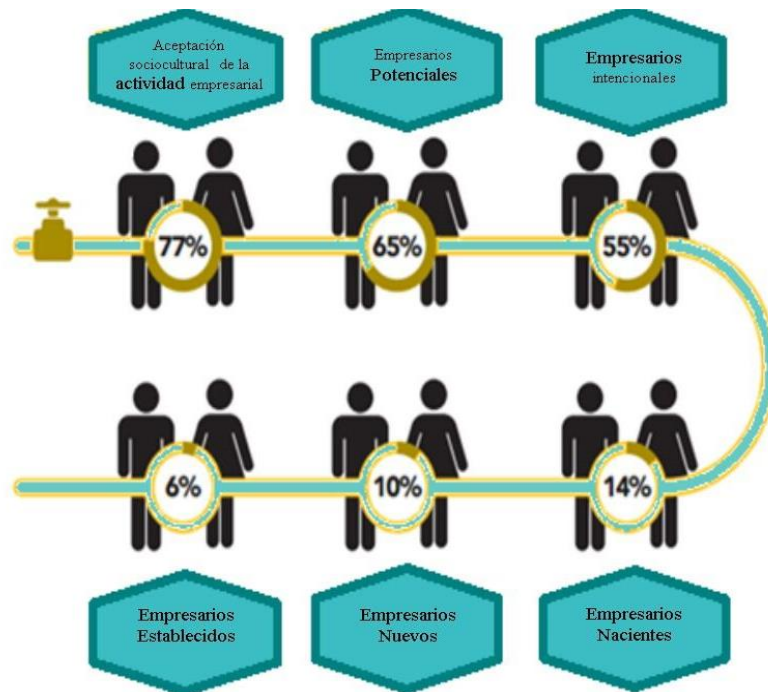 Aceptación
sociocultural de la
actividad empresarial
Empresarios
Potenciales
Empresarios
intencionales
77%
65%
55%
6%
10%
14%
Empresarios
Establecidos
Empresarios
Nuevos
Empresarios
Nacientes